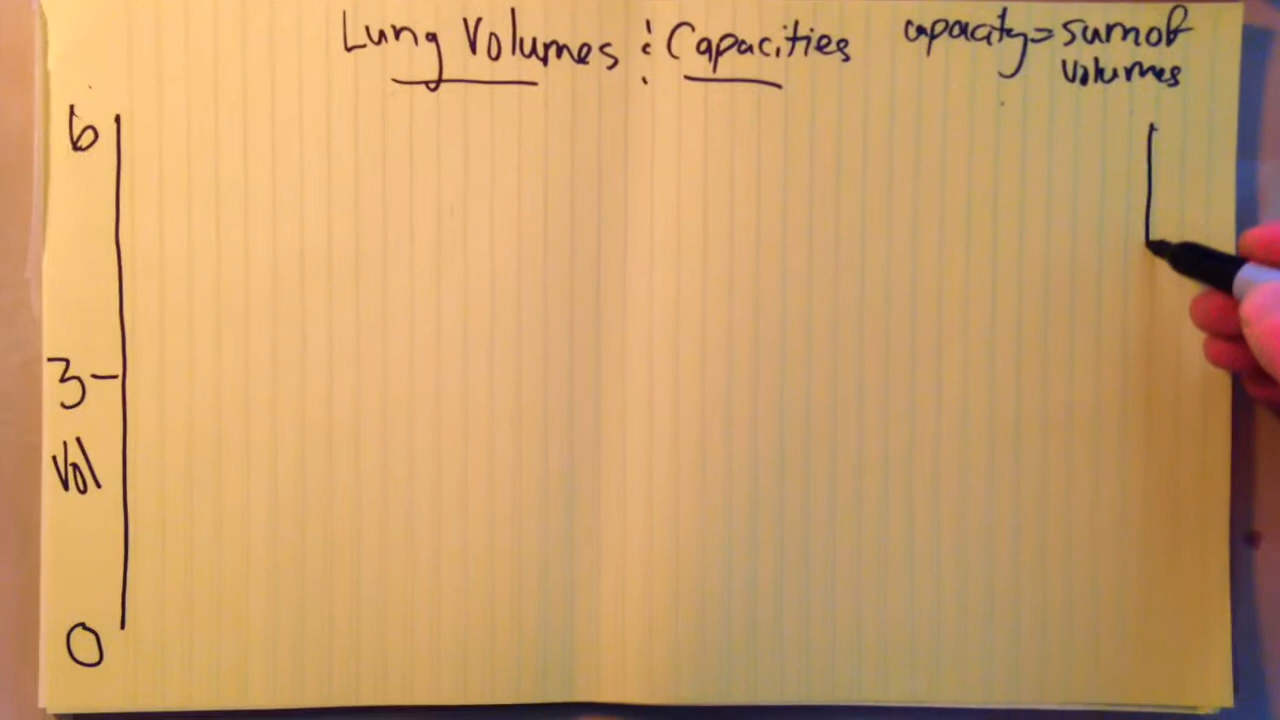 Lung Volumes & Capacities
capacity = sum of
volumes
6
3
Vol
0